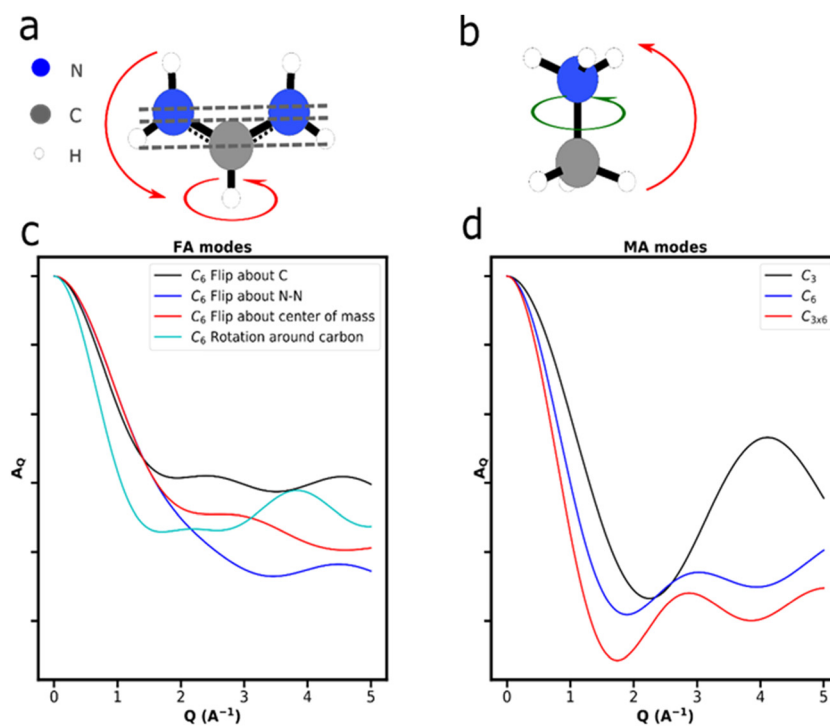 a
b
N
C
H
c
d
FA modes
MA modes
C6 Flip about C
C6 Flip about N-N
C6 Flip about center of mass
C6 Rotation around carbon
C3
C6
C3x6
AQ
AQ
0 1 2 3 4 5
0 1 2 3 4 5
Q (A⁻¹)
Q (A⁻¹)